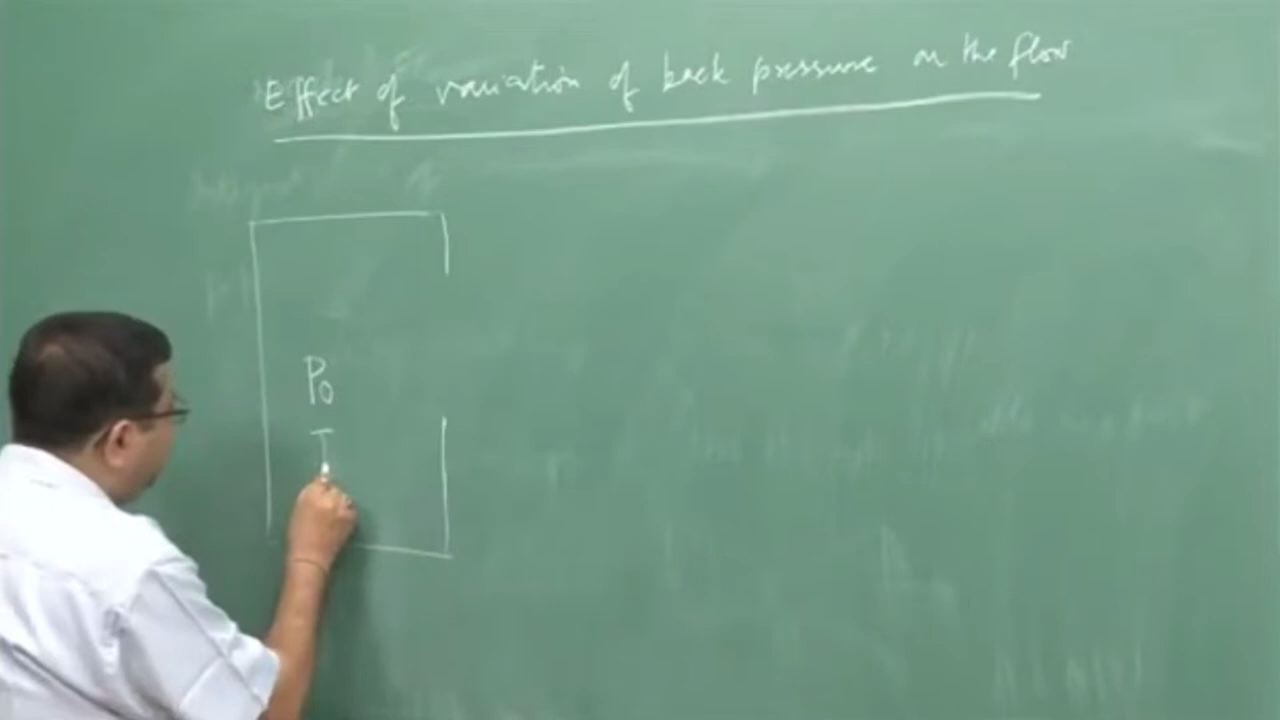 Effect of variation of back pressure on the flow
P0
T